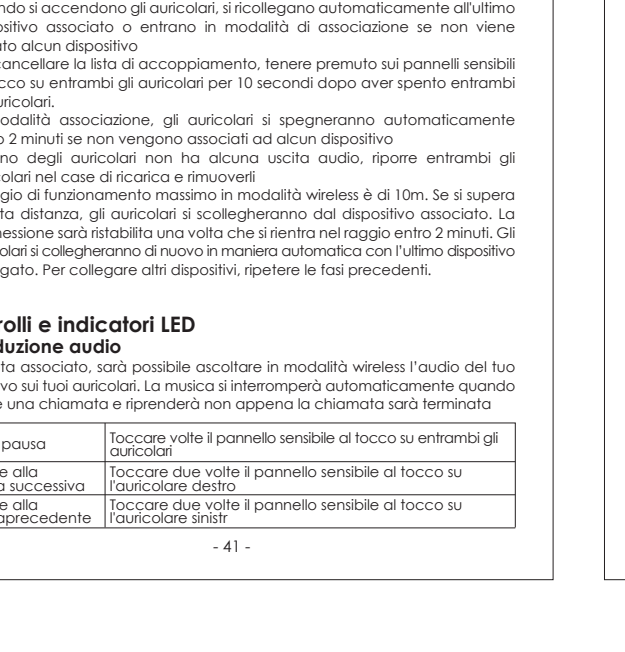 ndo si accendono gli auricolari, si ricollegano automaticamente all'ultimo
ositivo associato o entrano in modalità di associazione se non viene
ato alcun dispositivo
ancellare la lista di accoppiamento, tenere premuto sui pannelli sensibili
cco su entrambi gli auricolari per 10 secondi dopo aver spento entrambi
uricolari.
odalità associazione, gli auricolari si spegneranno automaticamente
o 2 minuti se non vengono associati ad alcun dispositivo
no degli auricolari non ha alcuna uscita audio, riporre entrambi gli
colari nel case di ricarica e rimuoverli
ggio di funzionamento massimo in modalità wireless è di 10m. Se si supera
ta distanza, gli auricolari si scollegheranno dal dispositivo associato. La
nessione sarà ristabilita una volta che si rientra nel raggio entro 2 minuti. Gli
colari si collegheranno di nuovo in maniera automatica con l'ultimo dispositivo
gato. Per collegare altri dispositivi, ripetere le fasi precedenti.
rolli e indicatori LED
duzione audio
ta associato, sarà possibile ascoltare in modalità wireless l'audio del tuo
vo sui tuoi auricolari. La musica si interromperà automaticamente quando
e una chiamata e riprenderà non appena la chiamata sarà terminata
pausa
Toccare volte il pannello sensibile al tocco su entrambi gli
auricolari
e alla
a successiva
Toccare due volte il pannello sensibile al tocco su
l'auricolare destro
e alla
aprecedente
Toccare due volte il pannello sensibile al tocco su
l'auricolare sinistr
- 41 -